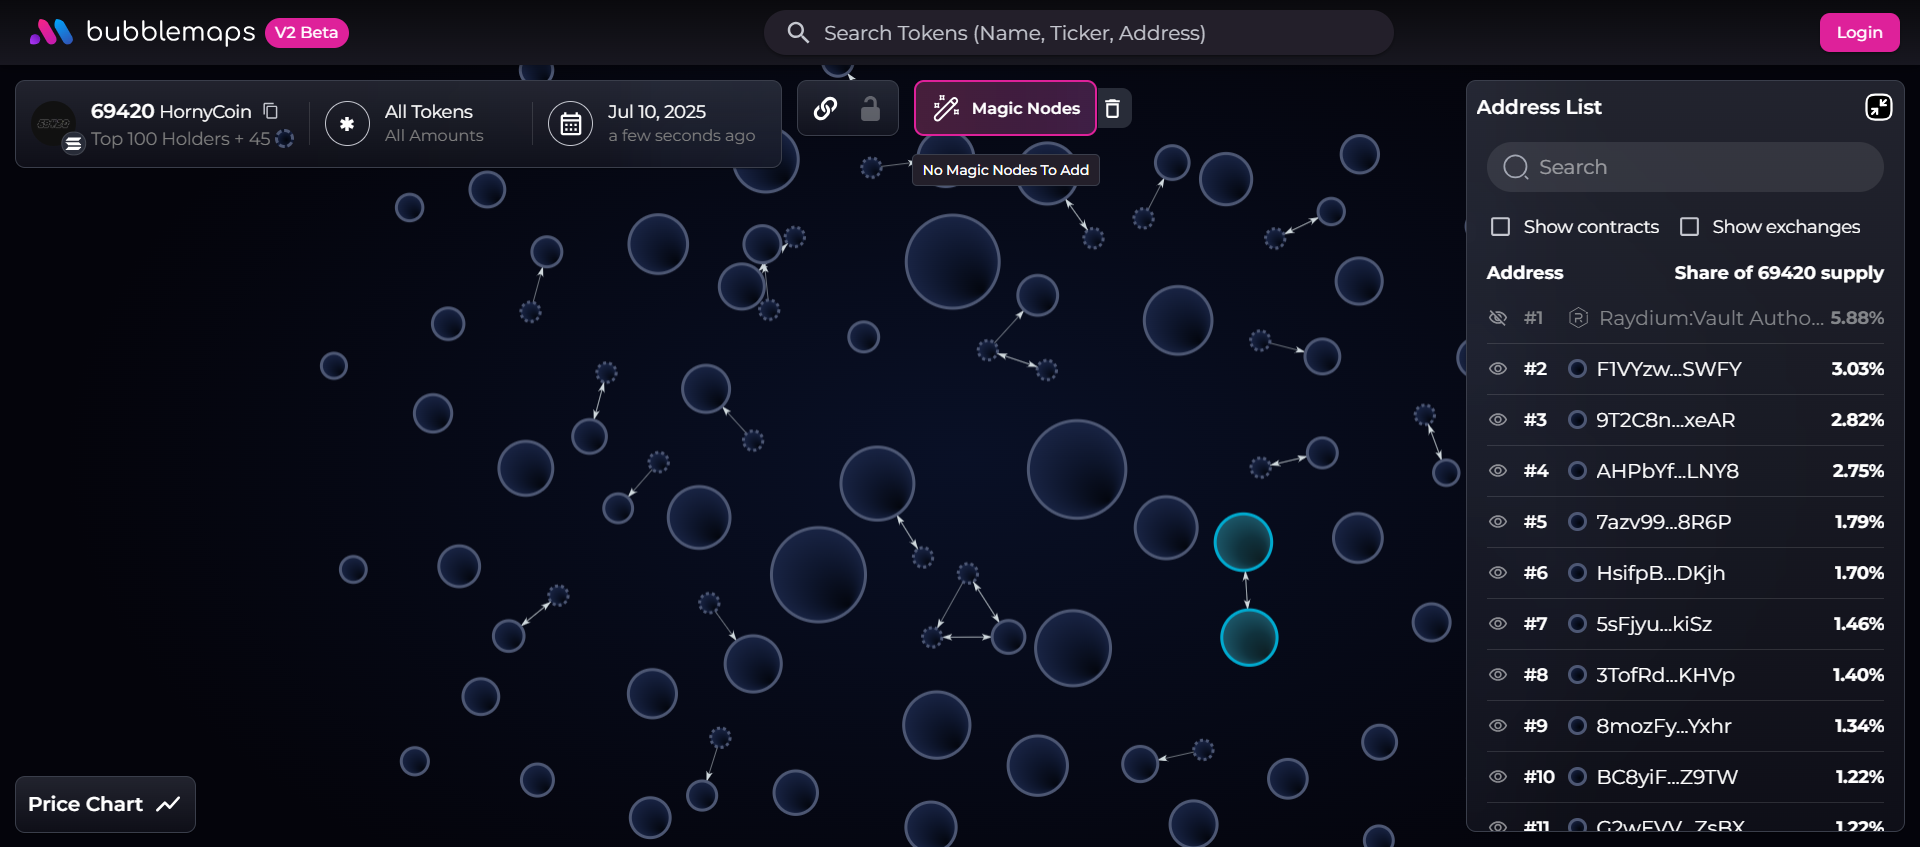 bubblemaps V2 Beta
Search Tokens (Name, Ticker, Address)
Login
69420 HornyCoin
Top 100 Holders + 45
All Tokens
All Amounts
Jul 10, 2025
a few seconds ago
Magic Nodes
No Magic Nodes To Add
Address List
Search
Show contracts
Show exchanges
Address Share of 69420 supply
#1 Raydium:Vault Autho... 5.88%
#2 F1VYzw...SWFY 3.03%
#3 9T2C8n...xeAR 2.82%
#4 AHPbYf...LNY8 2.75%
#5 7azv99...8R6P 1.79%
#6 HsifpB...DKjh 1.70%
#7 5sFjyu...kiSz 1.46%
#8 3TofRd...KHVp 1.40%
#9 8mozFy...Yxhr 1.34%
#10 BC8yiF...Z9TW 1.22%
#11 1.22%
Price Chart